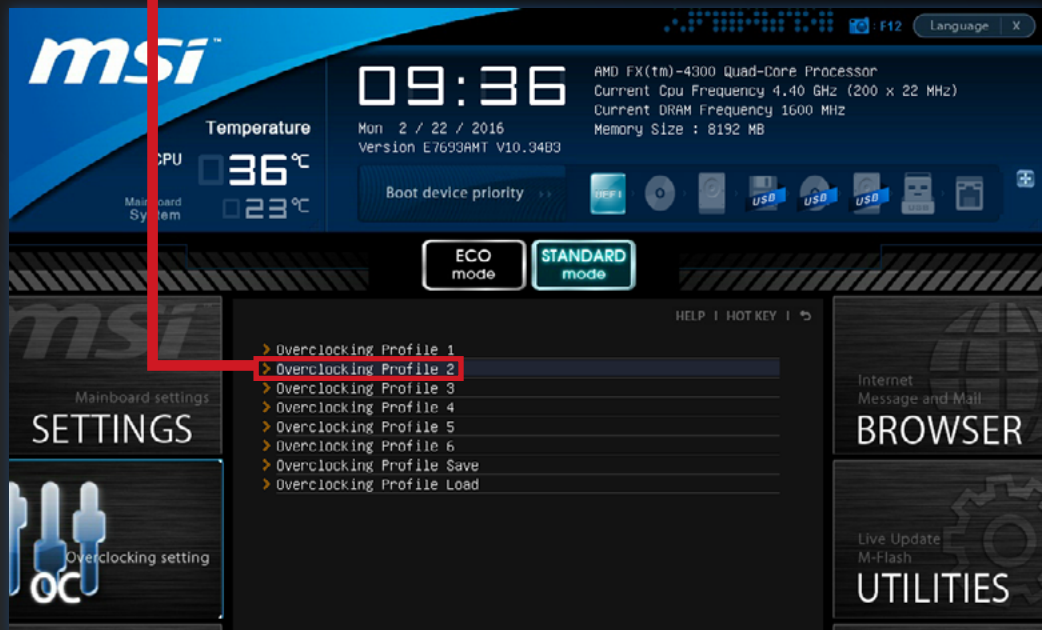 msi™
: F12 Language X
Temperature
CPU 36°C
System 23°C
09:36
Mon 2 / 22 / 2016
Version E7693AMT V10.34B3
AMD FX(tm)-4300 Quad-Core Processor
Current Cpu Frequency 4.40 GHz (200 x 22 MHz)
Current DRAM Frequency 1600 MHz
Memory Size : 8192 MB
Boot device priority
UEFI USB USB USB USB
ECO
mode
STANDARD
mode
HELP | HOT KEY |
msi
Mainboard settings
SETTINGS
Overclocking setting
OC
Overclocking Profile 1
Overclocking Profile 2
Overclocking Profile 3
Overclocking Profile 4
Overclocking Profile 5
Overclocking Profile 6
Overclocking Profile Save
Overclocking Profile Load
Internet
Message and Mail
BROWSER
Live Update
M-Flash
UTILITIES